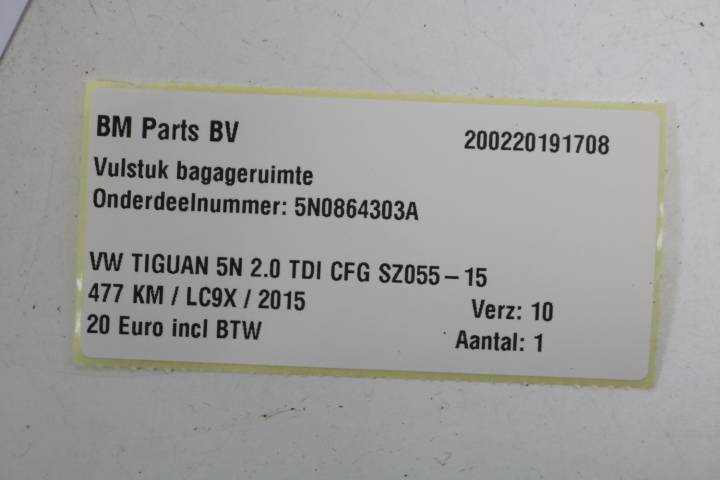 BM Parts BV 200220191708
Vulstuk bagageruimte
Onderdeelnummer: 5N0864303A
VW TIGUAN 5N 2.0 TDI CFG SZ055-15
477 KM / LC9X / 2015 Verz: 10
20 Euro incl BTW Aantal: 1